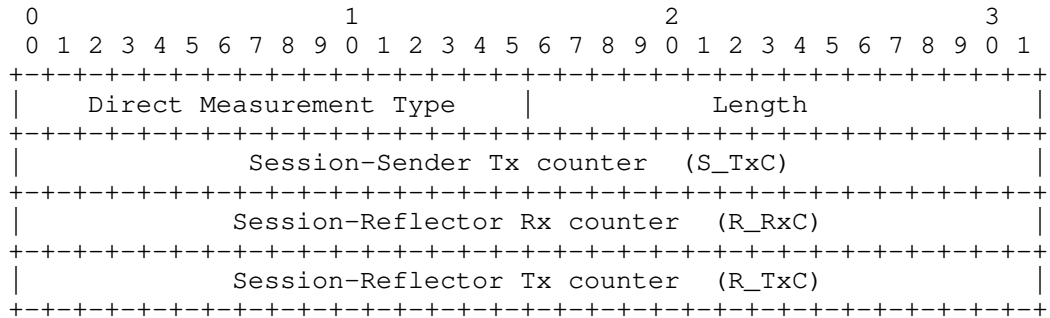 0                   1                   2                   3
 0 1 2 3 4 5 6 7 8 9 0 1 2 3 4 5 6 7 8 9 0 1 2 3 4 5 6 7 8 9 0 1
+-+-+-+-+-+-+-+-+-+-+-+-+-+-+-+-+-+-+-+-+-+-+-+-+-+-+-+-+-+-+-+-+
|    Direct Measurement Type    |           Length              |
+-+-+-+-+-+-+-+-+-+-+-+-+-+-+-+-+-+-+-+-+-+-+-+-+-+-+-+-+-+-+-+-+
|              Session-Sender Tx counter  (S_TxC)               |
+-+-+-+-+-+-+-+-+-+-+-+-+-+-+-+-+-+-+-+-+-+-+-+-+-+-+-+-+-+-+-+-+
|             Session-Reflector Rx counter  (R_RxC)             |
+-+-+-+-+-+-+-+-+-+-+-+-+-+-+-+-+-+-+-+-+-+-+-+-+-+-+-+-+-+-+-+-+
|             Session-Reflector Tx counter  (R_TxC)             |
+-+-+-+-+-+-+-+-+-+-+-+-+-+-+-+-+-+-+-+-+-+-+-+-+-+-+-+-+-+-+-+-+